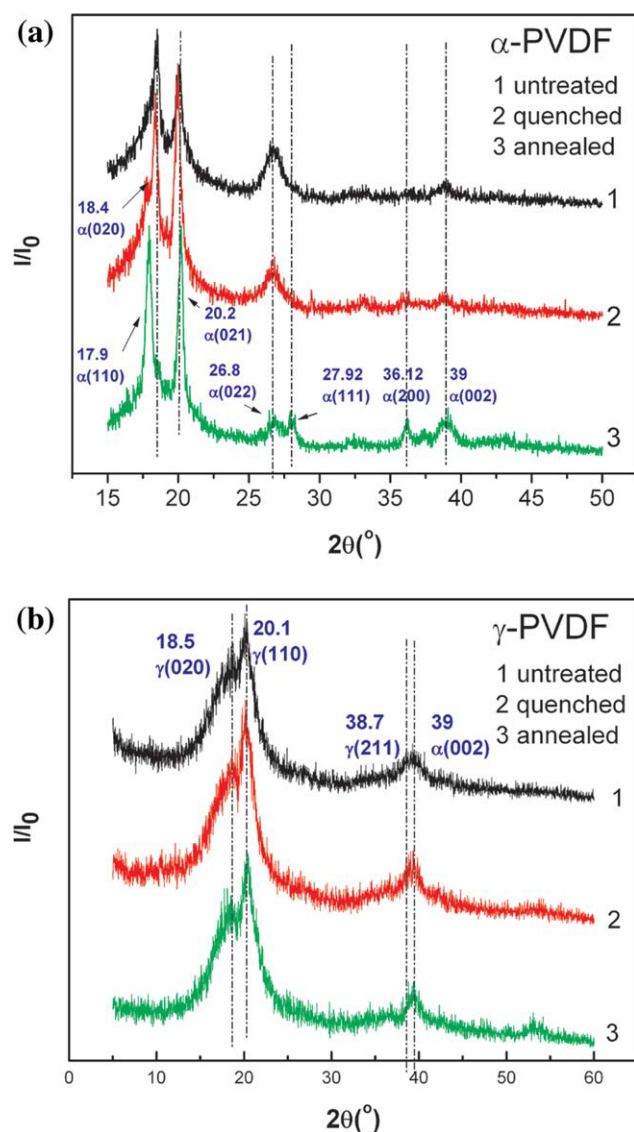 (a)
α-PVDF
1 untreated
2 quenched
3 annealed
1
18.4
α(020)
I/I0
2
20.2
α(021)
17.9
α(110)
26.8
α(022)
27.92
α(111)
36.12
α(200)
39
α(002)
3
15 20 25 30 35 40 45 50
2θ(°)
(b)
γ-PVDF
18.5
γ(020)
20.1
γ(110)
1 untreated
2 quenched
3 annealed
38.7
γ(211)
39
α(002)
1
I/I0
2
3
0 10 20 30 40 50 60
2θ(°)